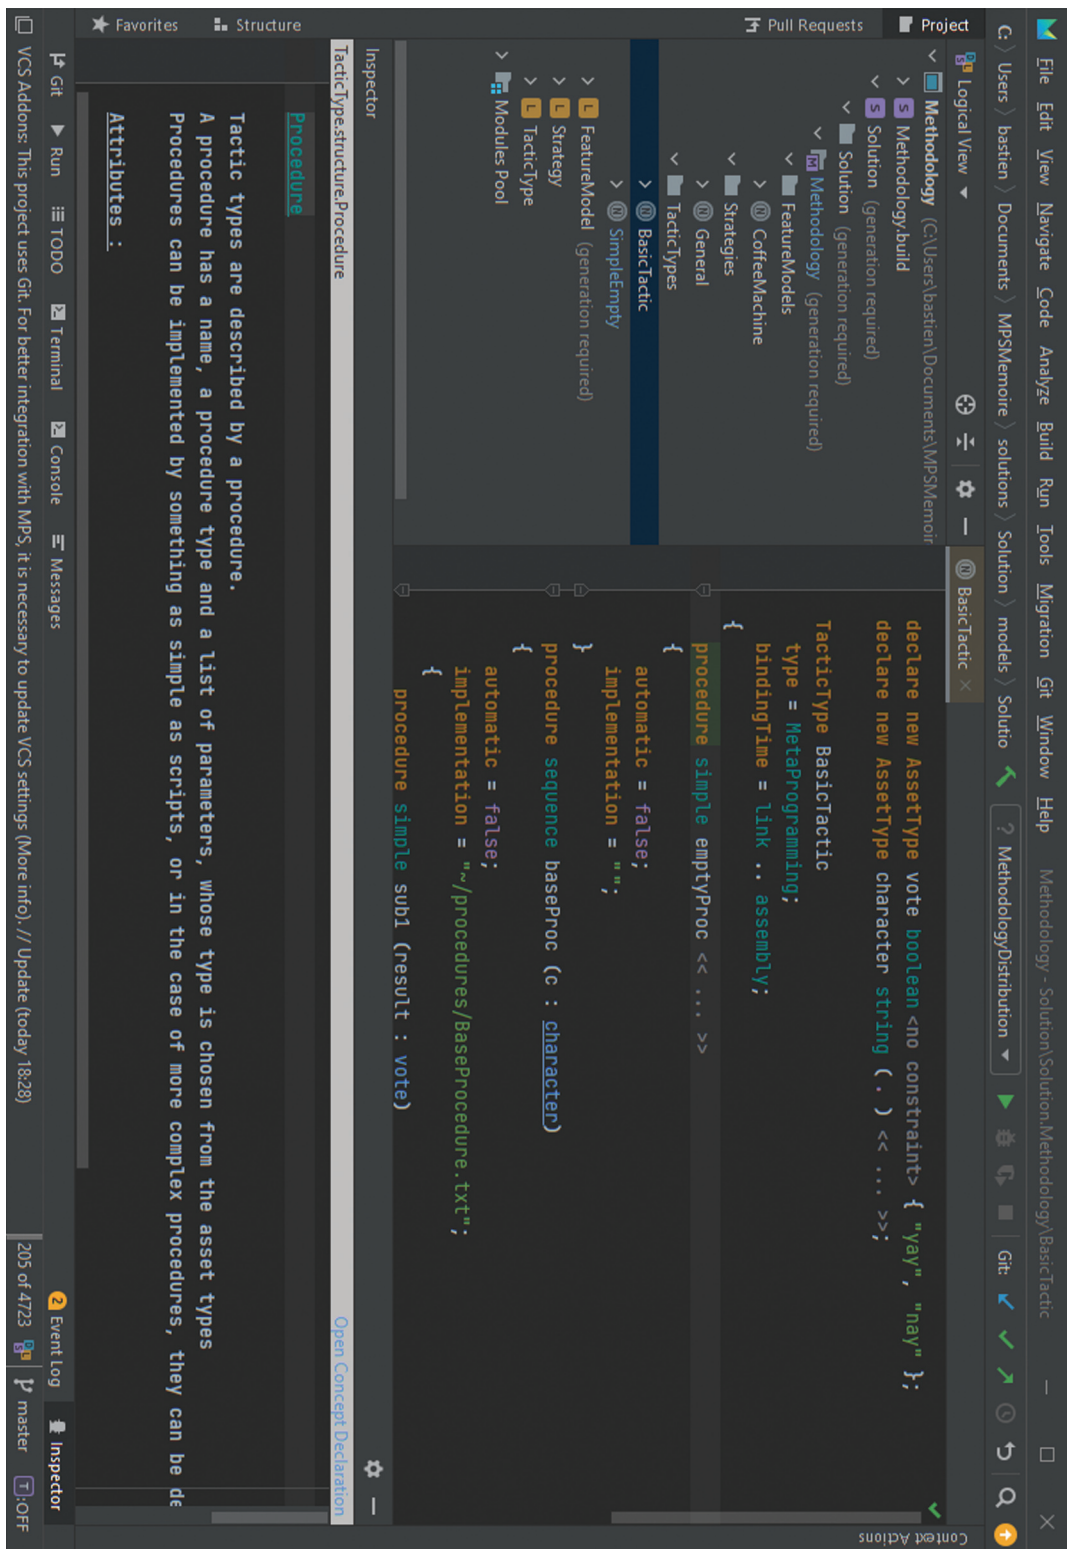 File Edit View Navigate Code Analyze Build Run Tools Migration Git Window Help Methodology - Solution\Solution.Methodology\BasicTactic
C: Users bastien Documents MPSMemoire solutions Solution models Solutio MethodologyDistribution Git:
Project
Pull Requests
Structure
Favorites
Logical View
Methodology (C:\Users\bastien\Documents\MPSMemoir
Methodology.build
Solution (generation required)
Solution (generation required)
Methodology (generation required)
FeatureModels
CoffeeMachine
Strategies
General
TacticTypes
BasicTactic
SimpleEmpty
FeatureModel (generation required)
Strategy
TacticType
Modules Pool
BasicTactic
declare new AssetType vote boolean <no constraint> { "yay", "nay" };
declare new AssetType character string (. ) << ... >>;
TacticType BasicTactic
type = MetaProgramming;
bindingTime = link .. assembly;
{
procedure simple emptyProc << ... >>
{
automatic = false;
implementation = "";
}
procedure sequence baseProc (c : character)
{
automatic = false;
implementation = "~/procedures/BaseProcedure.txt";
{
procedure simple sub1 (result : vote)
Context Actions
Inspector
TacticType.structure.Procedure Open Concept Declaration
Procedure
Tactic types are described by a procedure.
A procedure has a name, a procedure type and a list of parameters, whose type is chosen from the asset types
Procedures can be implemented by something as simple as scripts, or in the case of more complex procedures, they can be de
Attributes :
Git Run TODO Terminal Console Messages 2 Event Log Inspector
VCS Addons: This project uses Git. For better integration with MPS, it is necessary to update VCS settings (More info). // Update (today 18:28) 205 of 4723 master T:OFF